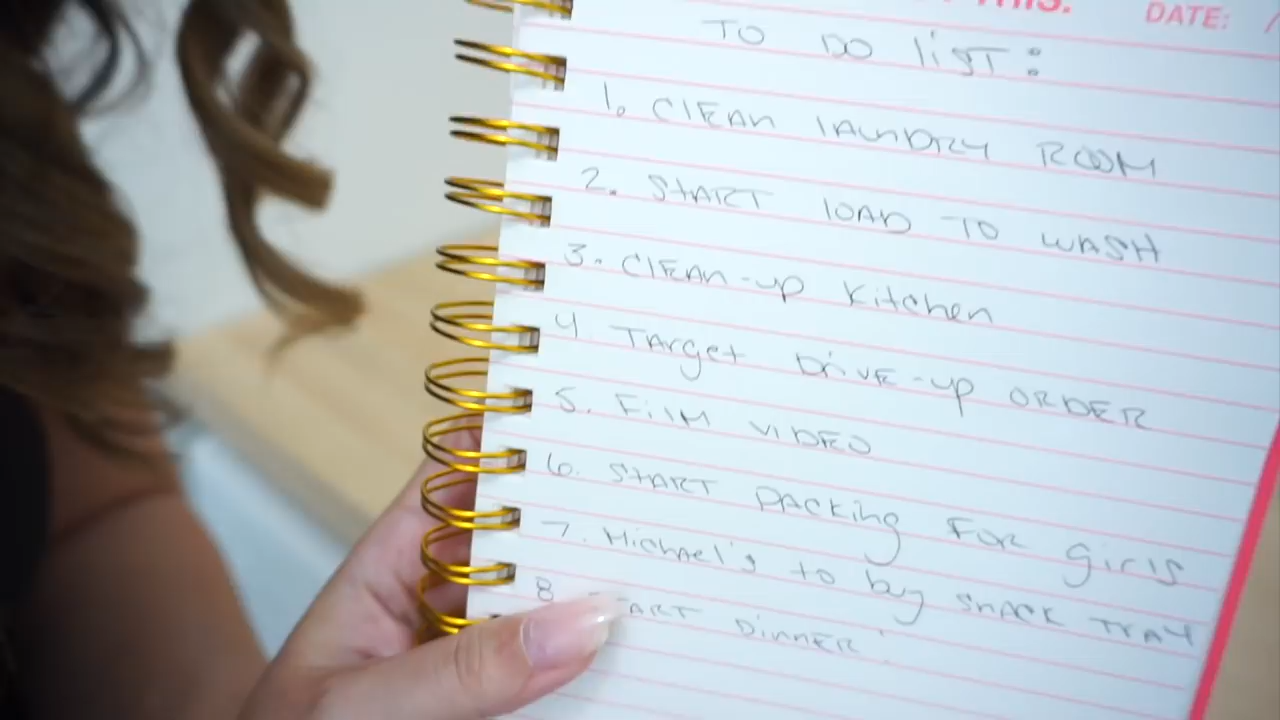 THIS. DATE: /
TO DO list:
1. CLEAN LAUNDRY ROOM
2. START LOAD TO WASH
3. CLEAN-up Kitchen
4. TARget DRIVE-up ORDER
5. FILM VIDEO
6. START PACKing FOR girls
7. Michael's to buy SNACK TRAY
8 DinnER